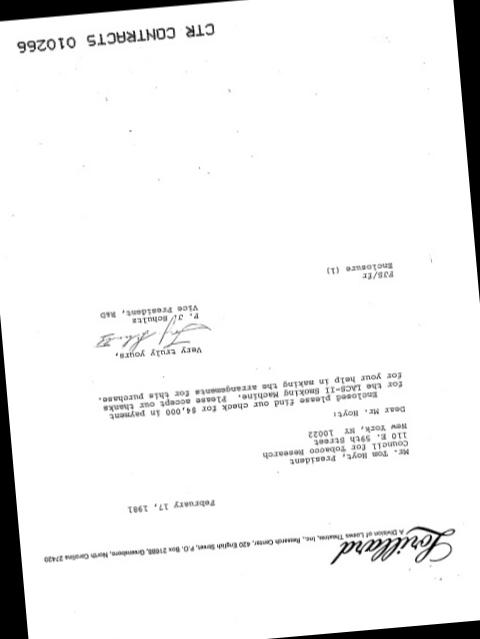 Lorillard
A Division of Loews Theatres, Inc., Research Center, 420 English Street, P.O. Box 21688, Greensboro, North Carolina 27420
February 17, 1981
Mr. Tom Hoyt, President
Council for Tobacco Research
110 E. 59th Street
New York, NY 10022
Dear Mr. Hoyt:
Enclosed please find our check for $4,000 in payment
for the IACS-II Smoking Machine. Please accept our thanks
for your help in making the arrangements for this purchase.
Very truly yours,
F. J. Schultz
Vice President, R&D
FJS/fr
Enclosure (1)
CTR CONTRACTS 010266